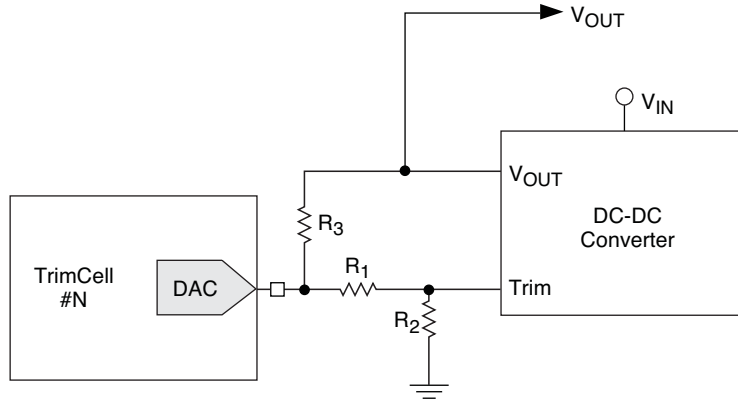 VOUT
VIN
VOUT
DC-DC
Converter
R3
TrimCell
#N
DAC
R1
Trim
R2